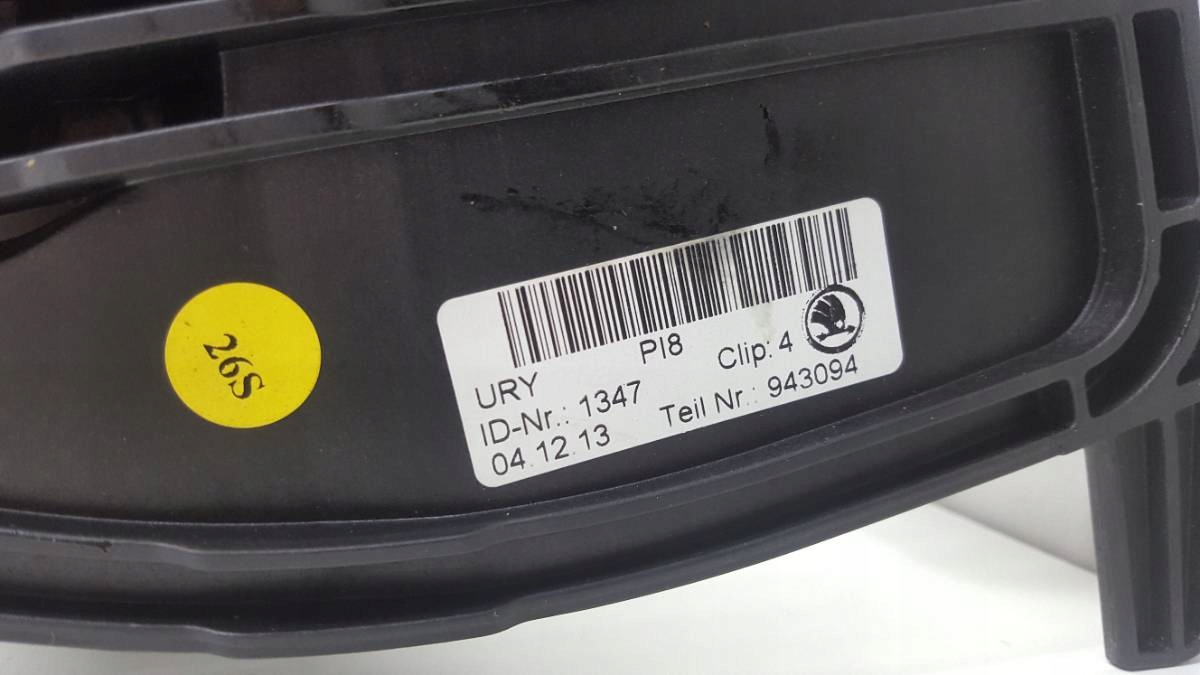 26S
PI8
Clip: 4
URY
ID-Nr.: 1347
Teil Nr.: 943094
04.12.13